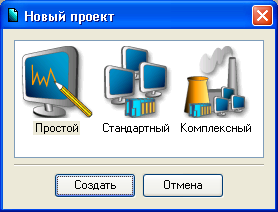 Новый проект
Простой Стандартный Комплексный
Создать Отмена